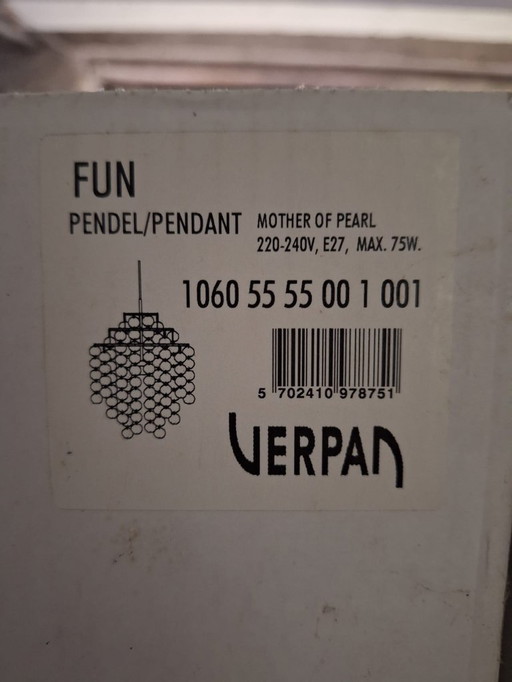 FUN
PENDEL/PENDANT MOTHER OF PEARL
220-240V, E27, MAX. 75W.
1060 55 55 00 1 001
5 702410 978751
VERPAN